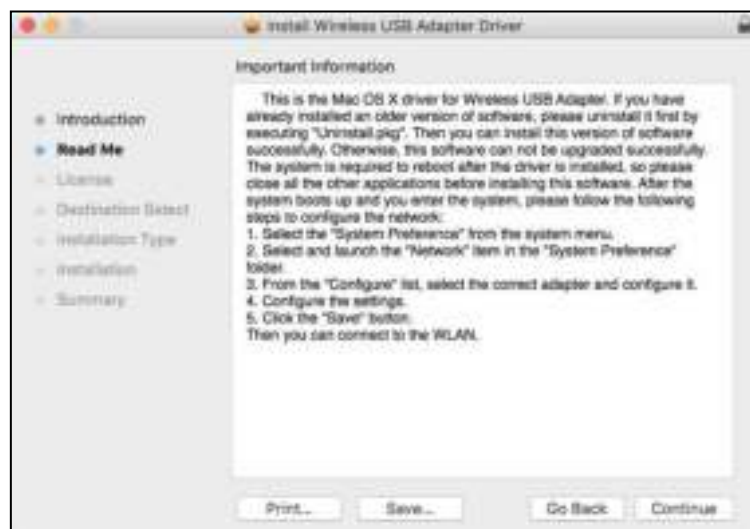 Install Wireless USB Adapter Driver
Important Information
Introduction
Read Me
License
Destination Select
Installation Type
Installation
Summary
This is the Mac OS X driver for Wireless USB Adapter. If you have
already installed an older version of software, please uninstall it first by
executing "Uninstall.pkg". Then you can install this version of software
successfully. Otherwise, this software can not be upgraded successfully.
The system is required to reboot after the driver is installed, so please
close all the other applications before installing this software. After the
system boots up and you enter the system, please follow the following
steps to configure the network:
1. Select the "System Preference" from the system menu.
2. Select and launch the "Network" item in the "System Preference"
folder.
3. From the "Configure" list, select the correct adapter and configure it.
4. Configure the settings.
5. Click the "Save" button.
Then you can connect to the WLAN.
Print...
Save...
Go Back
Continue